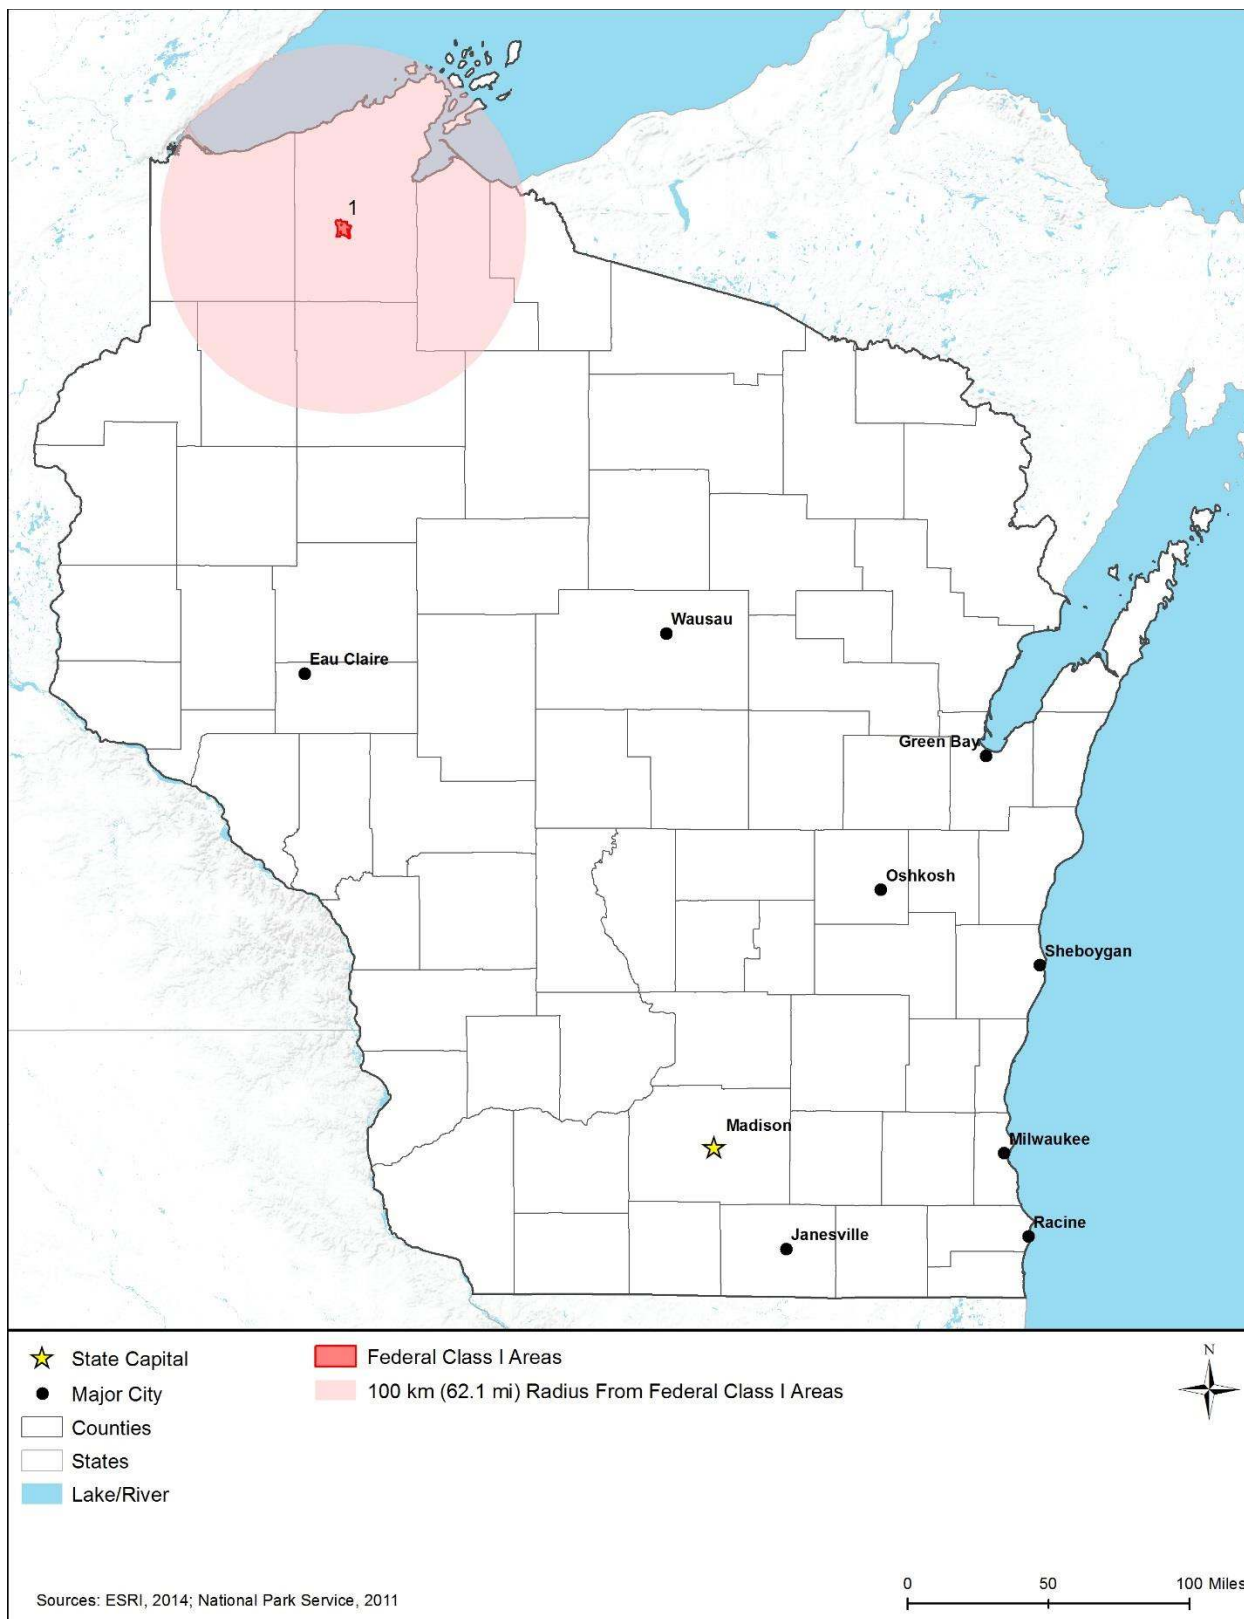 1
Wausau
Eau Claire
Green Bay
Oshkosh
Sheboygan
Madison
Milwaukee
Racine
Janesville
State Capital
Major City
Counties
States
Lake/River
Federal Class I Areas
100 km (62.1 mi) Radius From Federal Class I Areas
N
Sources: ESRI, 2014; National Park Service, 2011
0 50 100 Miles